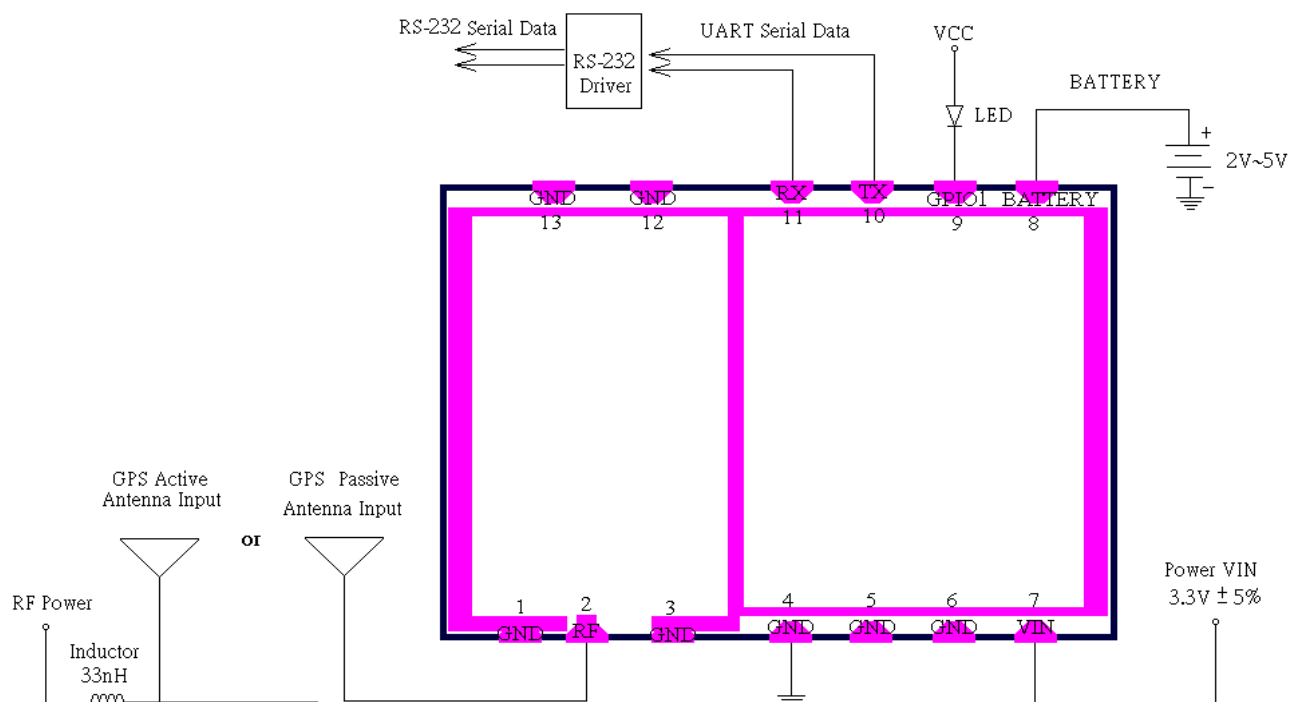 RS-232 Serial Data
UART Serial Data
VCC
RS-232
Driver
BATTERY
LED
+
2V~5V
−
GND
GND
RX
TX
GPIO1
BATTERY
13
12
11
10
9
8
GPS Active
Antenna Input
or
GPS Passive
Antenna Input
Power VIN
3.3V ± 5%
RF Power
1
2
3
4
5
6
7
GND
RF
GND
GND
GND
GND
VIN
Inductor
33nH